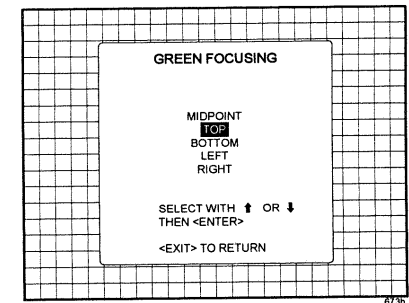 GREEN FOCUSING
MIDPOINT
TOP
BOTTOM
LEFT
RIGHT
SELECT WITH ⬆ OR ⬇
THEN <ENTER>
<EXIT> TO RETURN
673b